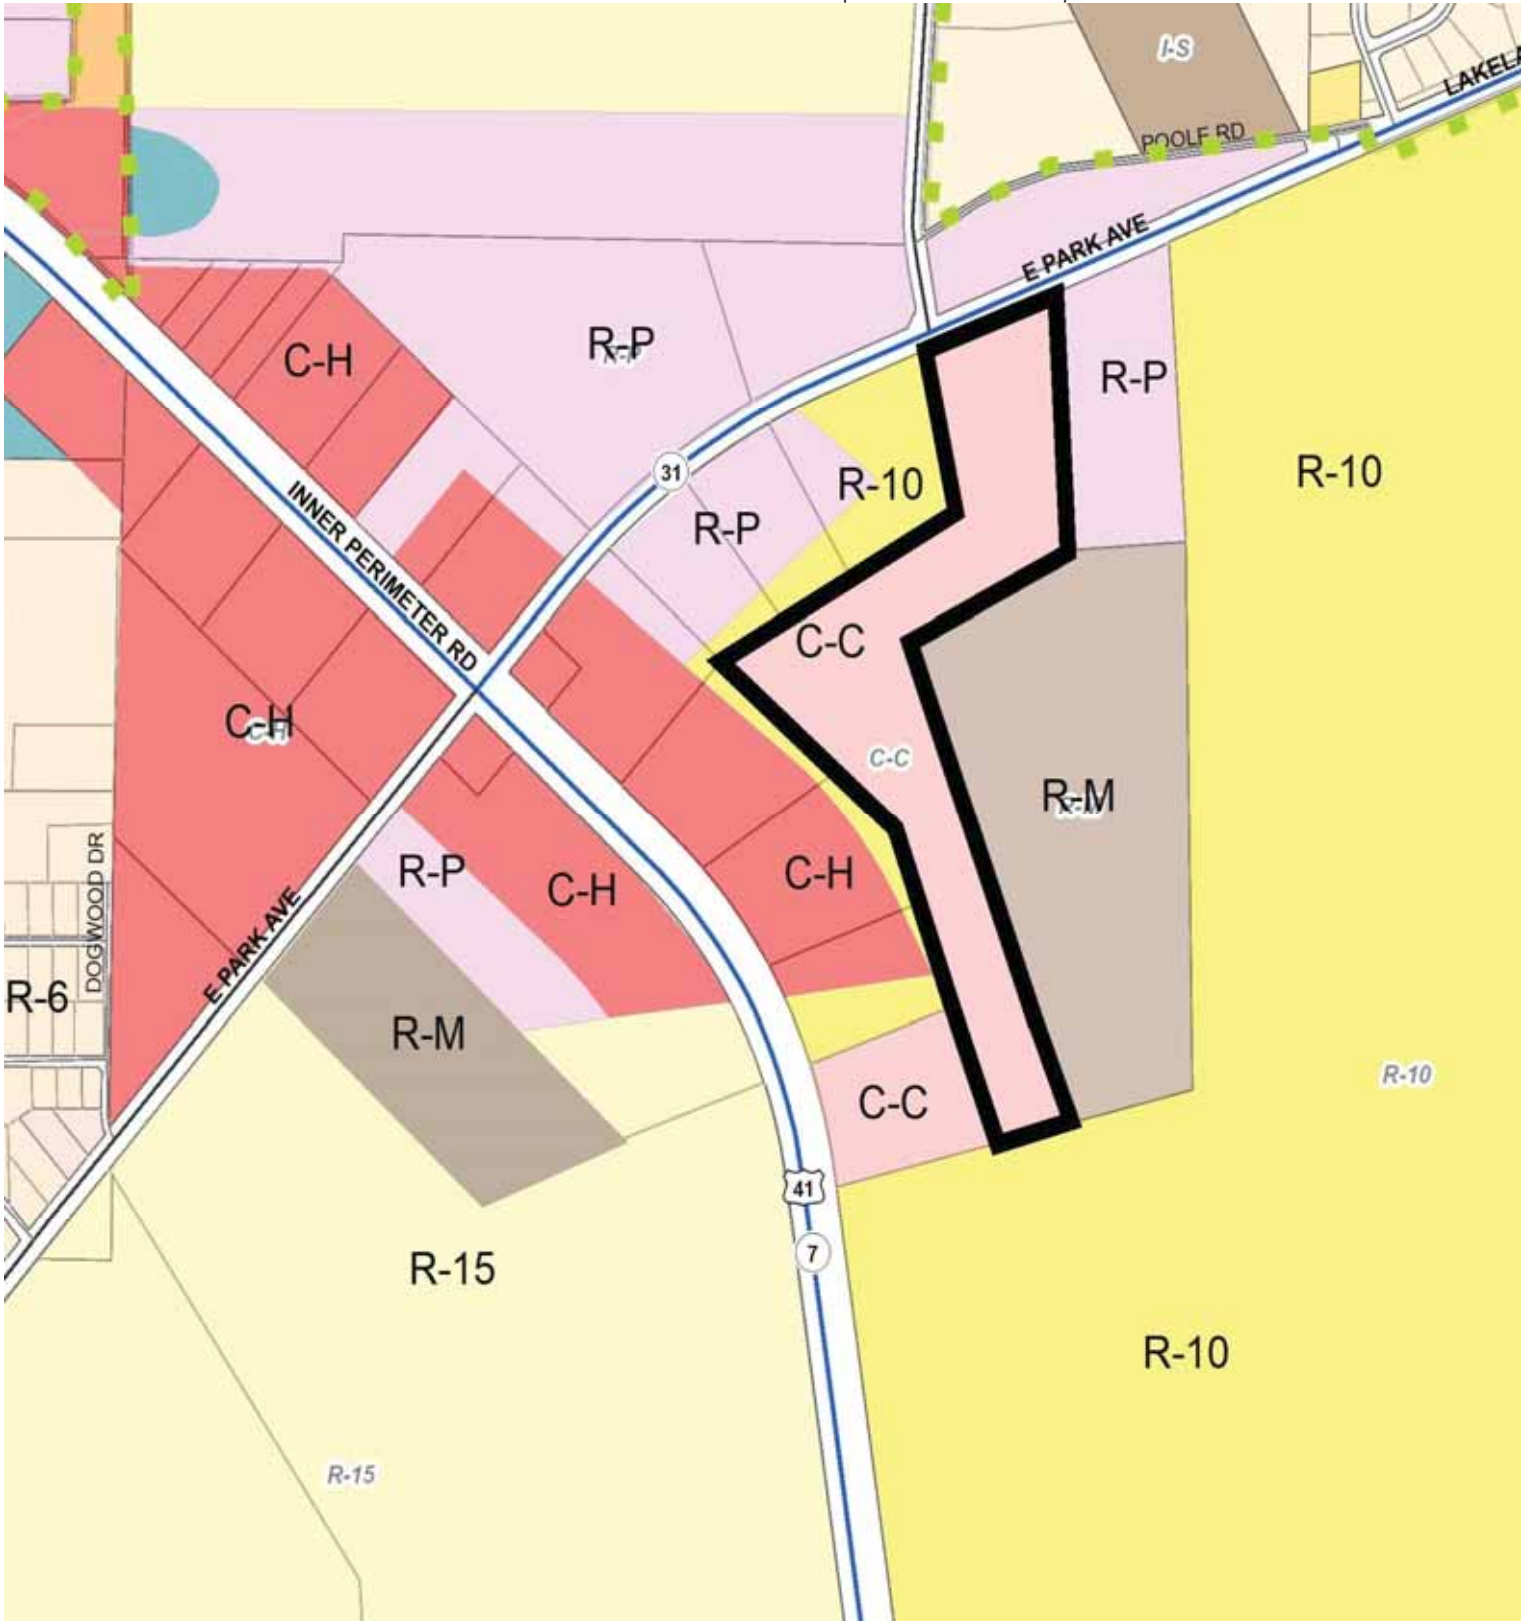 I-S
LAKELA
POOLE RD
E PARK AVE
C-H
R-P
R-P
R-P
31
R-10
R-10
R-P
INNER PERIMETER RD
C-C
C-H
C-H
C-C
R-M
R-M
DOGWOOD DR
R-P
C-H
C-H
E PARK AVE
R-6
R-M
R-10
C-C
41
7
R-15
R-10
R-15